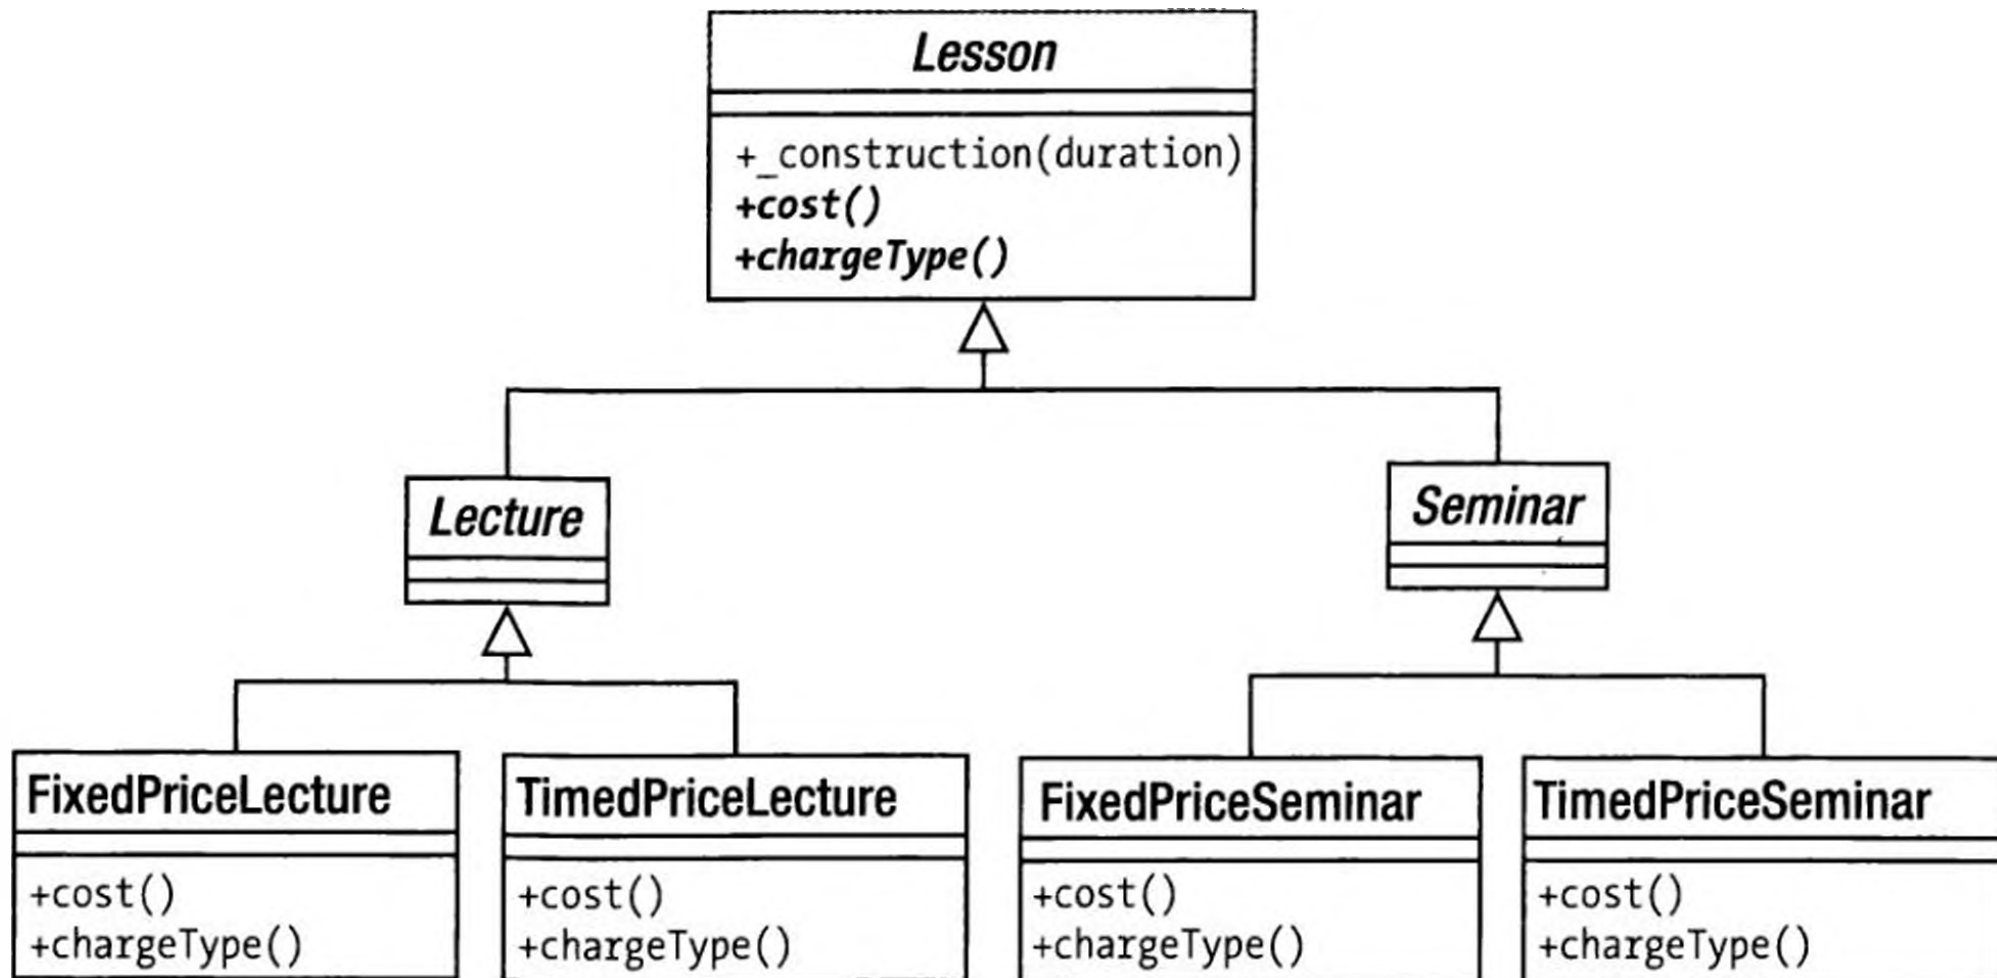 Lesson
+_construction(duration)
+cost()
+chargeType()
Lecture
Seminar
FixedPriceLecture
+cost()
+chargeType()
TimedPriceLecture
+cost()
+chargeType()
FixedPriceSeminar
+cost()
+chargeType()
TimedPriceSeminar
+cost()
+chargeType()